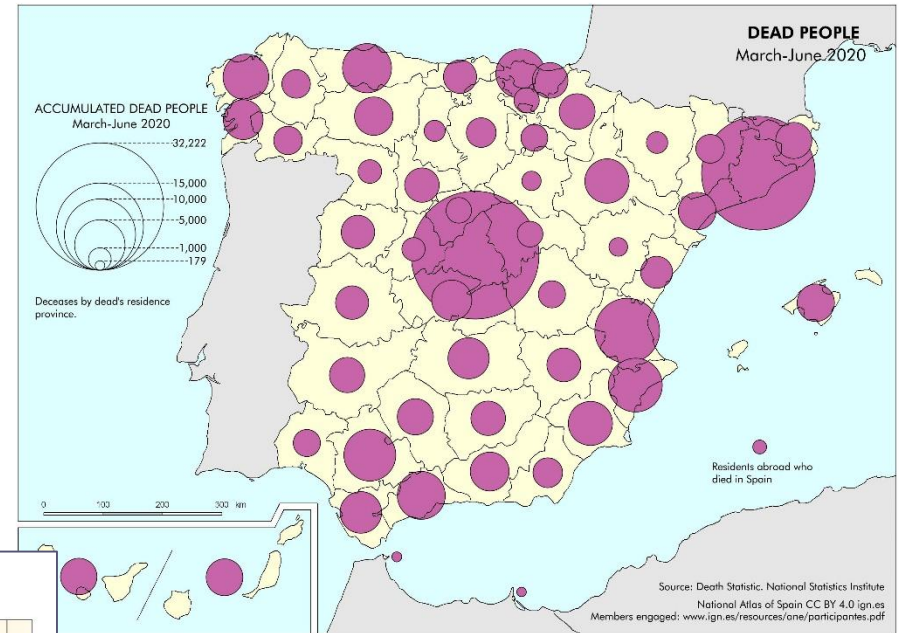 DEAD PEOPLE
March-June 2020
ACCUMULATED DEAD PEOPLE
March-June 2020
32,222
15,000
10,000
5,000
1,000
179
Deceases by dead's residence
province.
Residents abroad who
died in Spain
0 100 200 300 km
Source: Death Statistic. National Statistics Institute
National Atlas of Spain CC BY 4.0 ign.es
Members engaged: www.ign.es/resources/ane/participantes.pdf